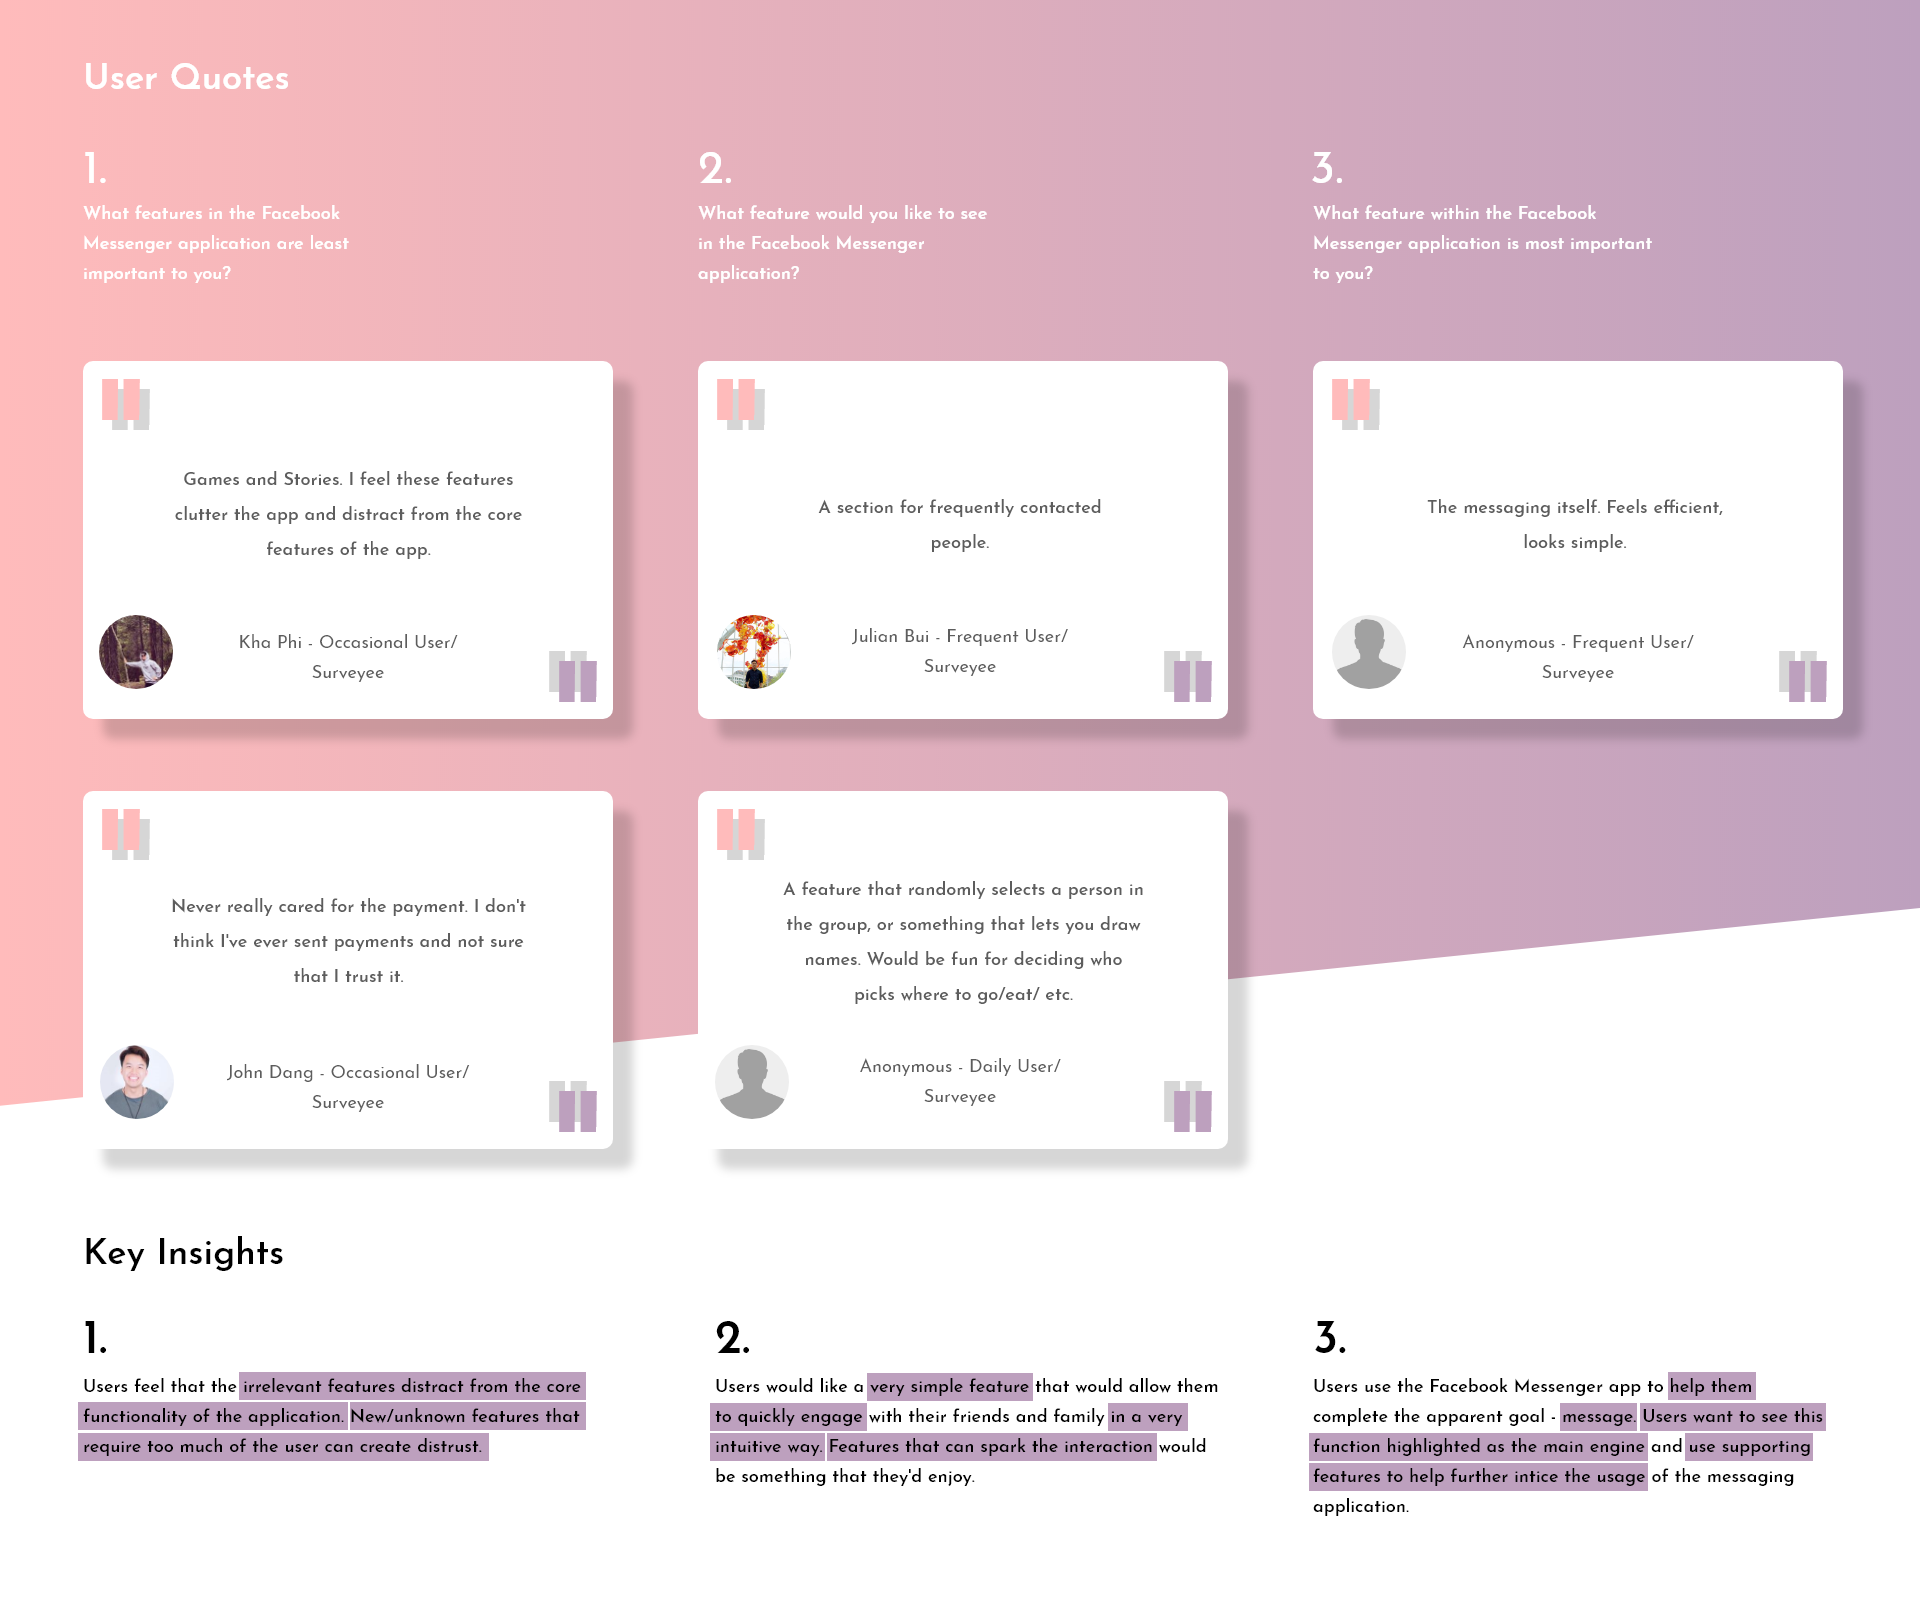 User Quotes
1.
What features in the Facebook
Messenger application are least
important to you?
2.
What feature would you like to see
in the Facebook Messenger
application?
3.
What feature within the Facebook
Messenger application is most important
to you?
Games and Stories. I feel these features
clutter the app and distract from the core
features of the app.
Kha Phi - Occasional User/
Surveyee
A section for frequently contacted
people.
Julian Bui - Frequent User/
Surveyee
The messaging itself. Feels efficient,
looks simple.
Anonymous - Frequent User/
Surveyee
Never really cared for the payment. I don't
think I've ever sent payments and not sure
that I trust it.
John Dang - Occasional User/
Surveyee
A feature that randomly selects a person in
the group, or something that lets you draw
names. Would be fun for deciding who
picks where to go/eat/ etc.
Anonymous - Daily User/
Surveyee
Key Insights
1.
Users feel that the irrelevant features distract from the core
functionality of the application. New/unknown features that
require too much of the user can create distrust.
2.
Users would like a very simple feature that would allow them
to quickly engage with their friends and family in a very
intuitive way. Features that can spark the interaction would
be something that they'd enjoy.
3.
Users use the Facebook Messenger app to help them
complete the apparent goal - message. Users want to see this
function highlighted as the main engine and use supporting
features to help further intice the usage of the messaging
application.